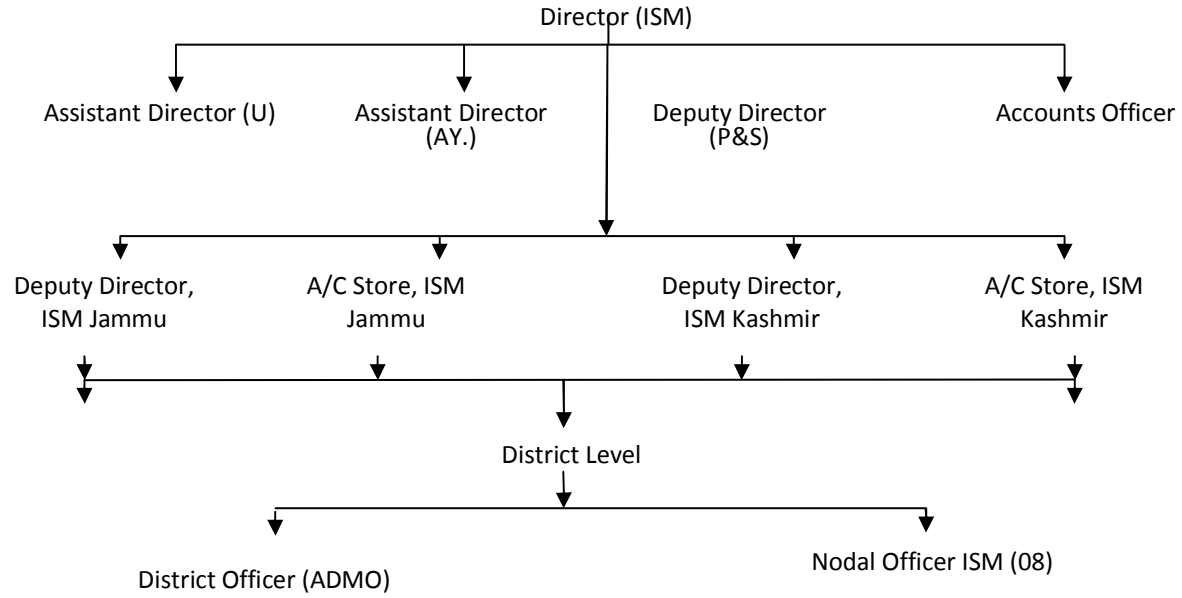 Director (ISM)
Assistant Director (U)
Assistant Director
(AY.)
Deputy Director
(P&S)
Accounts Officer
Deputy Director,
ISM Jammu
A/C Store, ISM
Jammu
Deputy Director,
ISM Kashmir
A/C Store, ISM
Kashmir
District Level
District Officer (ADMO)
Nodal Officer ISM (08)